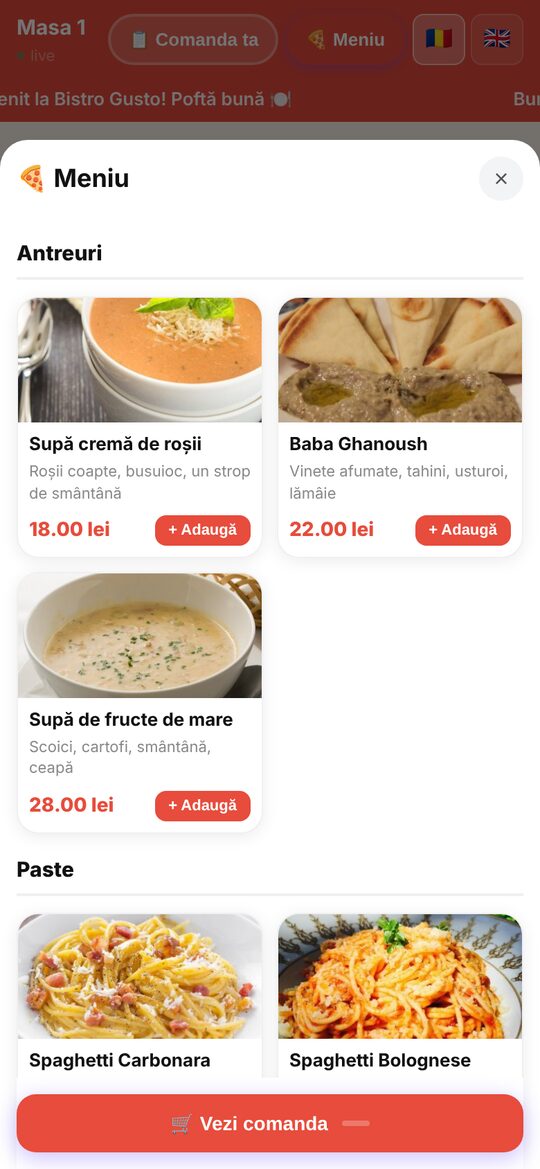 Masa 1
live
📋 Comanda ta
🍕 Meniu
enit la Bistro Gusto! Poftă bună 🍽️
Bu
🍕 Meniu
Antreuri
Supă cremă de roșii
Roșii coapte, busuioc, un strop
de smântână
18.00 lei
+ Adaugă
Baba Ghanoush
Vinete afumate, tahini, usturoi,
lămâie
22.00 lei
+ Adaugă
Supă de fructe de mare
Scoici, cartofi, smântână,
ceapă
28.00 lei
+ Adaugă
Paste
Spaghetti Carbonara
Spaghetti Bolognese
🛒 Vezi comanda